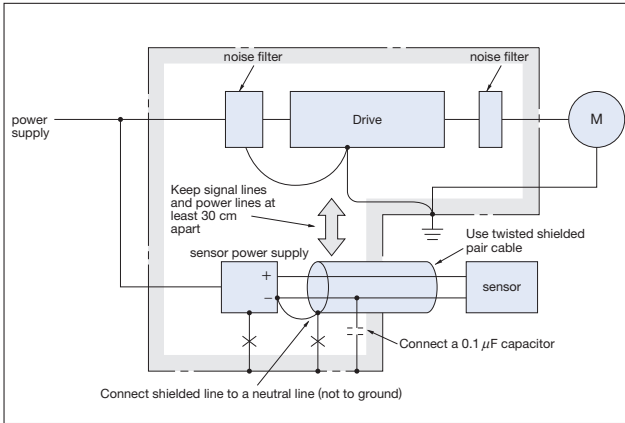 noise filter
noise filter
power
supply
Drive
M
Keep signal lines
and power lines at
least 30 cm
apart
Use twisted shielded
pair cable
sensor power supply
+
−
sensor
Connect a 0.1 μF capacitor
Connect shielded line to a neutral line (not to ground)